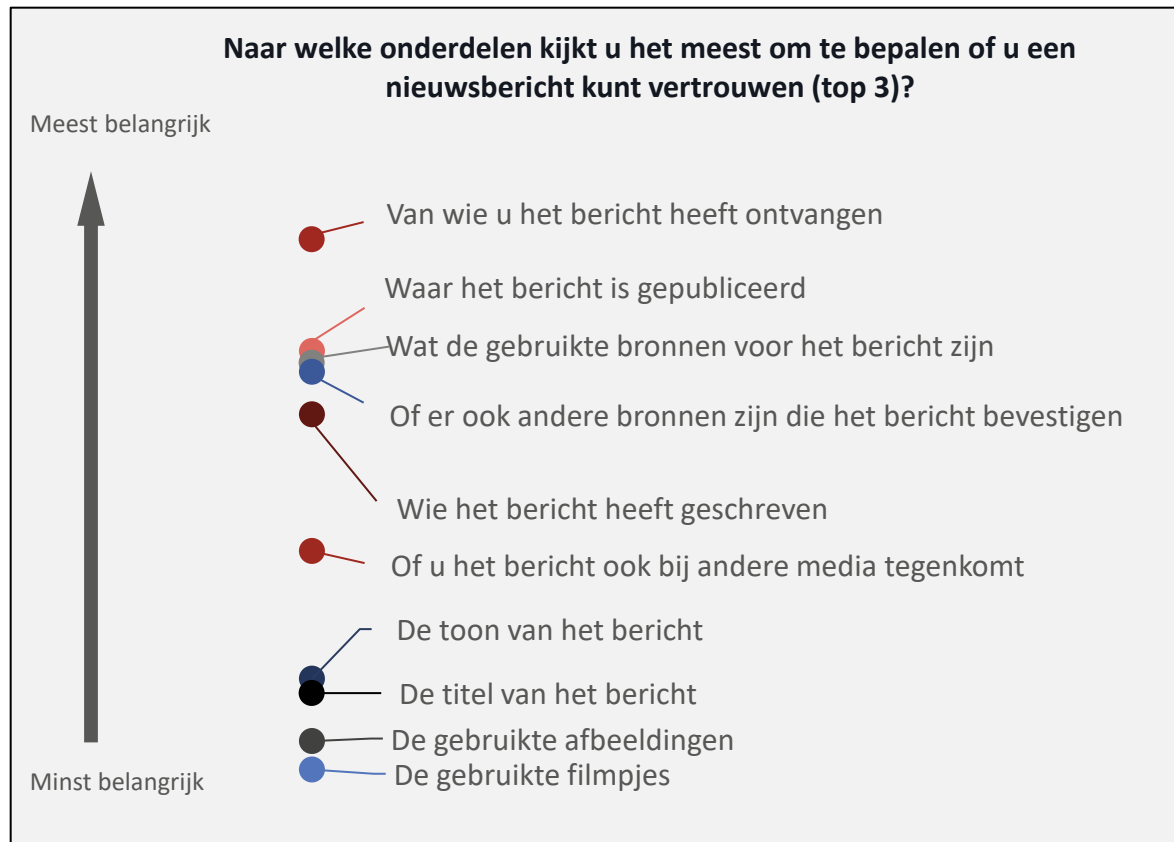 Naar welke onderdelen kijkt u het meest om te bepalen of u een
nieuwsbericht kunt vertrouwen (top 3)?
Meest belangrijk
Van wie u het bericht heeft ontvangen
Waar het bericht is gepubliceerd
Wat de gebruikte bronnen voor het bericht zijn
Of er ook andere bronnen zijn die het bericht bevestigen
Wie het bericht heeft geschreven
Of u het bericht ook bij andere media tegenkomt
De toon van het bericht
De titel van het bericht
De gebruikte afbeeldingen
De gebruikte filmpjes
Minst belangrijk